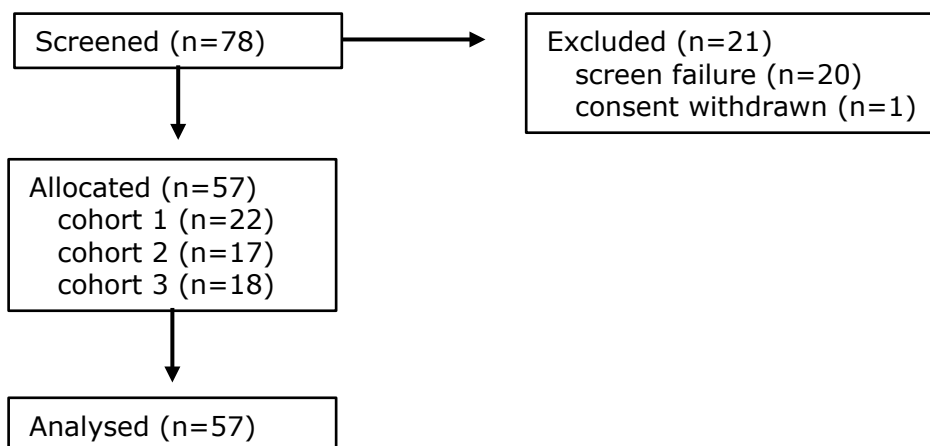 Screened (n=78)
Excluded (n=21)
screen failure (n=20)
consent withdrawn (n=1)
Allocated (n=57)
cohort 1 (n=22)
cohort 2 (n=17)
cohort 3 (n=18)
Analysed (n=57)